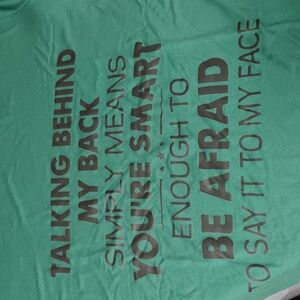 TALKING BEHIND
MY BACK
SIMPLY MEANS
YOU'RE SMART
ENOUGH TO
BE AFRAID
TO SAY IT TO MY FACE